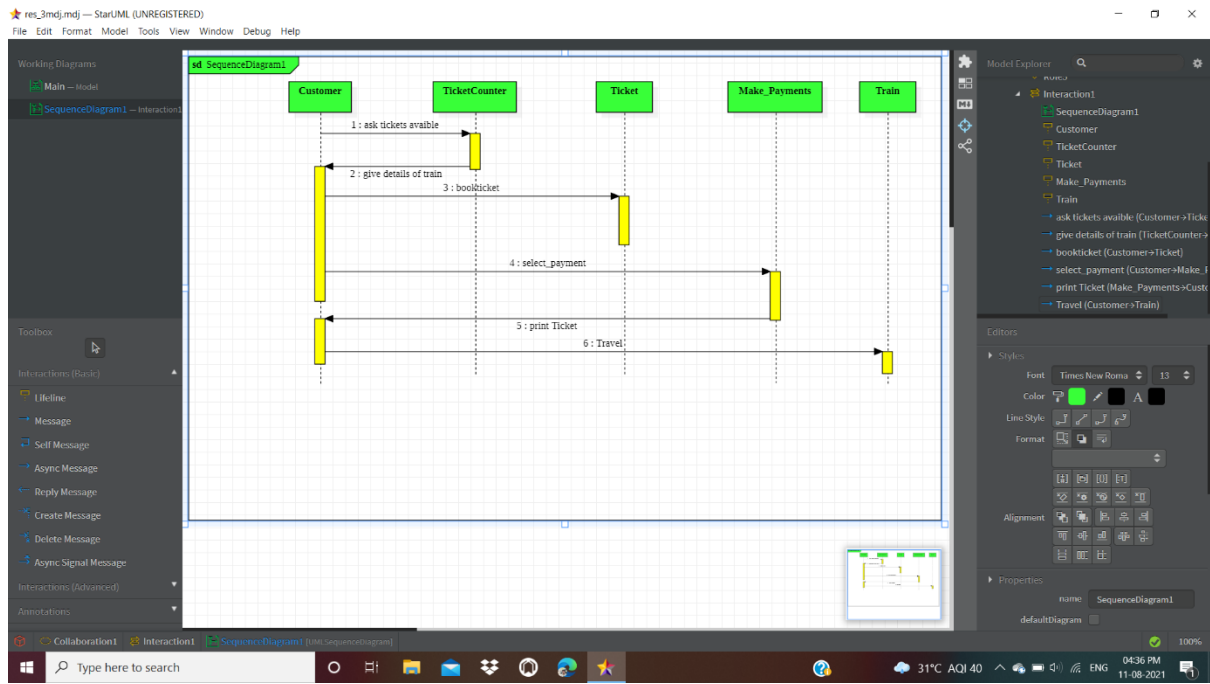 res_3mdj.mdj — StarUML (UNREGISTERED)
File Edit Format Model Tools View Window Debug Help
Working Diagrams
Main — Model
SequenceDiagram1 — Interaction1
sd SequenceDiagram1
Customer TicketCounter Ticket Make_Payments Train
1 : ask tickets avaible
2 : give details of train
3 : bookticket
4 : select_payment
5 : print Ticket
6 : Travel
Toolbox
Interactions (Basic)
Lifeline
Message
Self Message
Async Message
Reply Message
Create Message
Delete Message
Async Signal Message
Interactions (Advanced)
Annotations
Model Explorer
Interaction1
SequenceDiagram1
Customer
TicketCounter
Ticket
Make_Payments
Train
ask tickets avaible (Customer→Ticke
give details of train (TicketCounter→
bookticket (Customer→Ticket)
select_payment (Customer→Make_P
print Ticket (Make_Payments→Custo
Travel (Customer→Train)
Editors
Styles
Font Times New Roma 13
Color A
Line Style
Format
Alignment
Properties
name SequenceDiagram1
defaultDiagram
Collaboration1 Interaction1 SequenceDiagram1 [UMLSequenceDiagram]
100%
Type here to search
31°C AQI 40 ENG 04:36 PM
11-08-2021
1